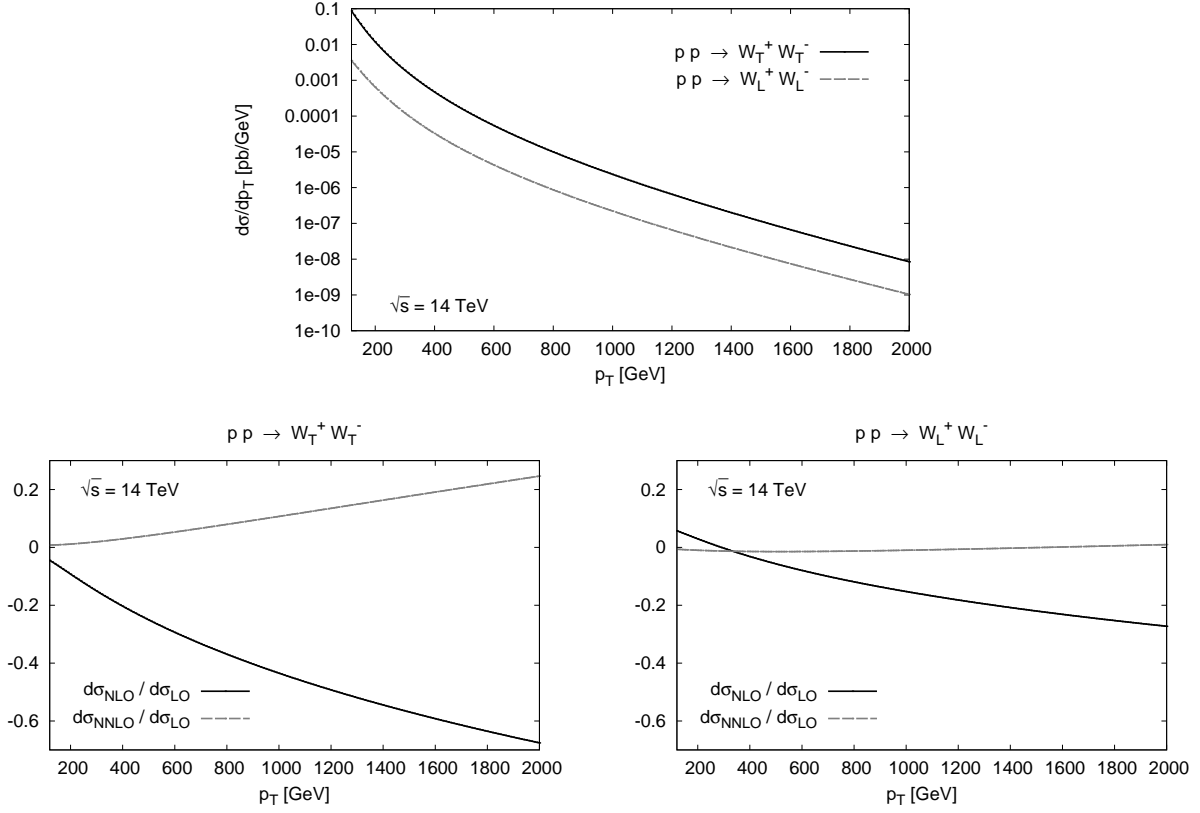 0.1
0.01
0.001
0.0001
1e-05
1e-06
1e-07
1e-08
1e-09
1e-10
dσ/dp_T [pb/GeV]
p p → W_T^+ W_T^-
p p → W_L^+ W_L^-
√s = 14 TeV
200 400 600 800 1000 1200 1400 1600 1800 2000
p_T [GeV]
p p → W_T^+ W_T^-
√s = 14 TeV
0.2
0
-0.2
-0.4
-0.6
dσ_NLO / dσ_LO
dσ_NNLO / dσ_LO
200 400 600 800 1000 1200 1400 1600 1800 2000
p_T [GeV]
p p → W_L^+ W_L^-
√s = 14 TeV
0.2
0
-0.2
-0.4
-0.6
dσ_NLO / dσ_LO
dσ_NNLO / dσ_LO
200 400 600 800 1000 1200 1400 1600 1800 2000
p_T [GeV]